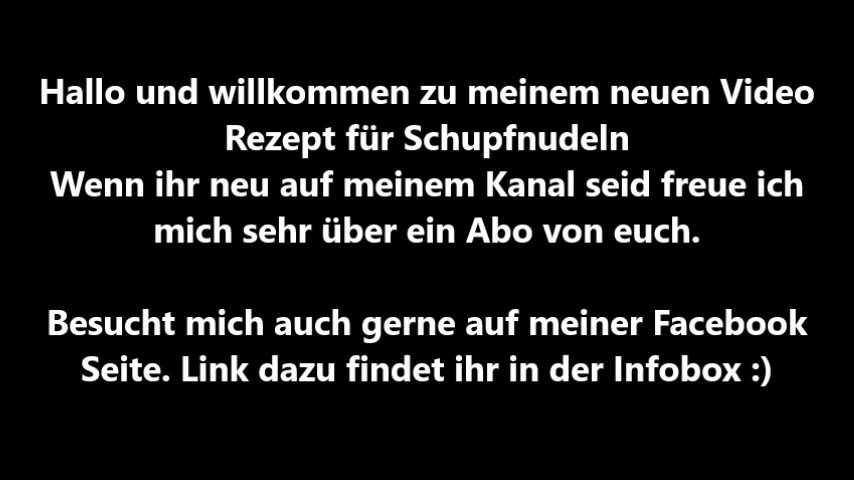 Hallo und willkommen zu meinem neuen Video
Rezept für Schupfnudeln
Wenn ihr neu auf meinem Kanal seid freue ich
mich sehr über ein Abo von euch.
Besucht mich auch gerne auf meiner Facebook
Seite. Link dazu findet ihr in der Infobox :)